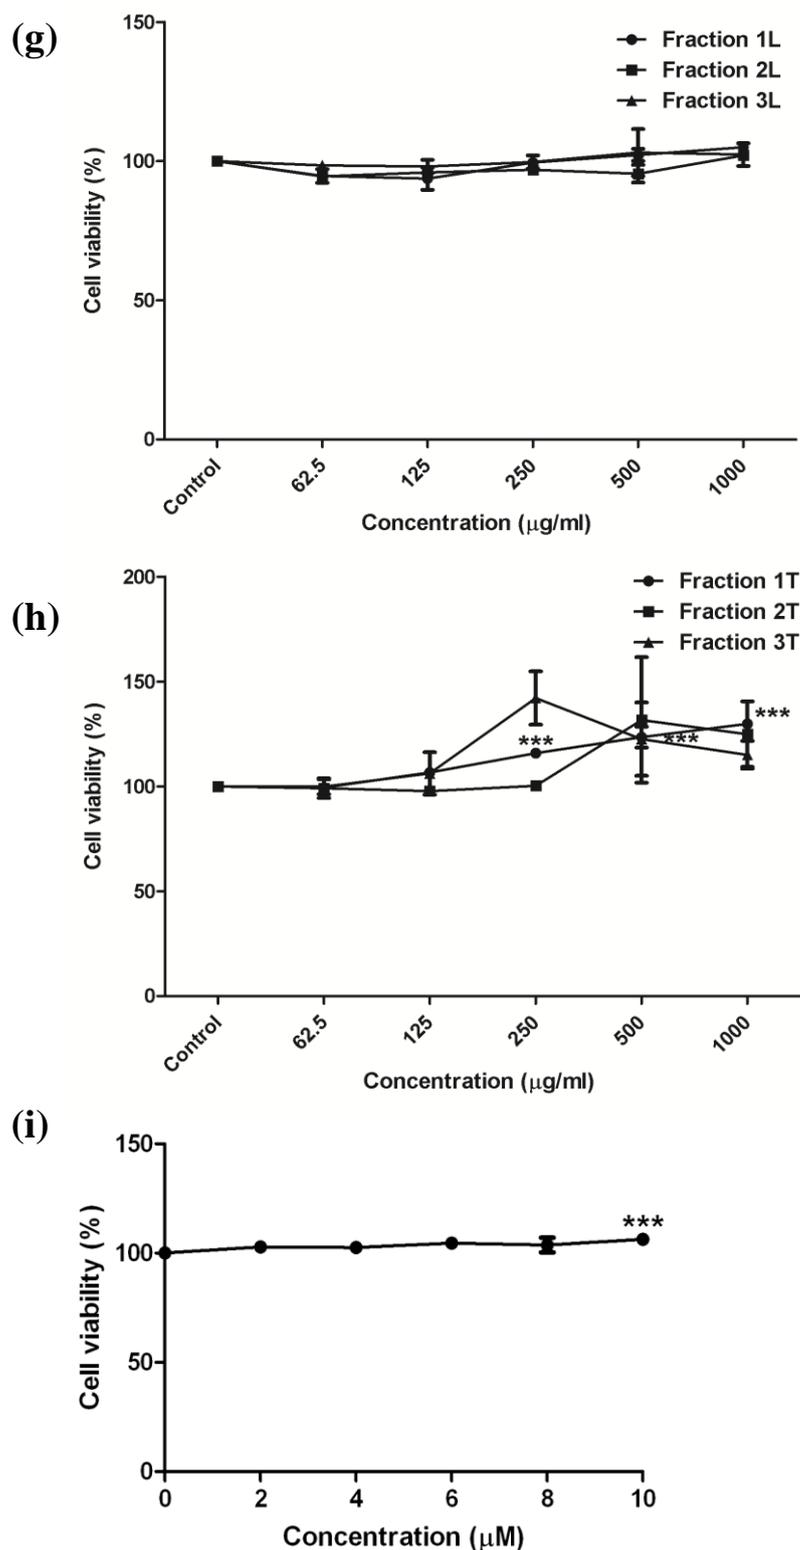 (g)
150
100
50
0
Cell viability (%)
Fraction 1L
Fraction 2L
Fraction 3L
Control
62.5
125
250
500
1000
Concentration (μg/ml)
(h)
200
150
100
50
0
Cell viability (%)
Fraction 1T
Fraction 2T
Fraction 3T
***
***
***
Control
62.5
125
250
500
1000
Concentration (μg/ml)
(i)
150
100
50
0
Cell viability (%)
***
0 2 4 6 8 10
Concentration (μM)